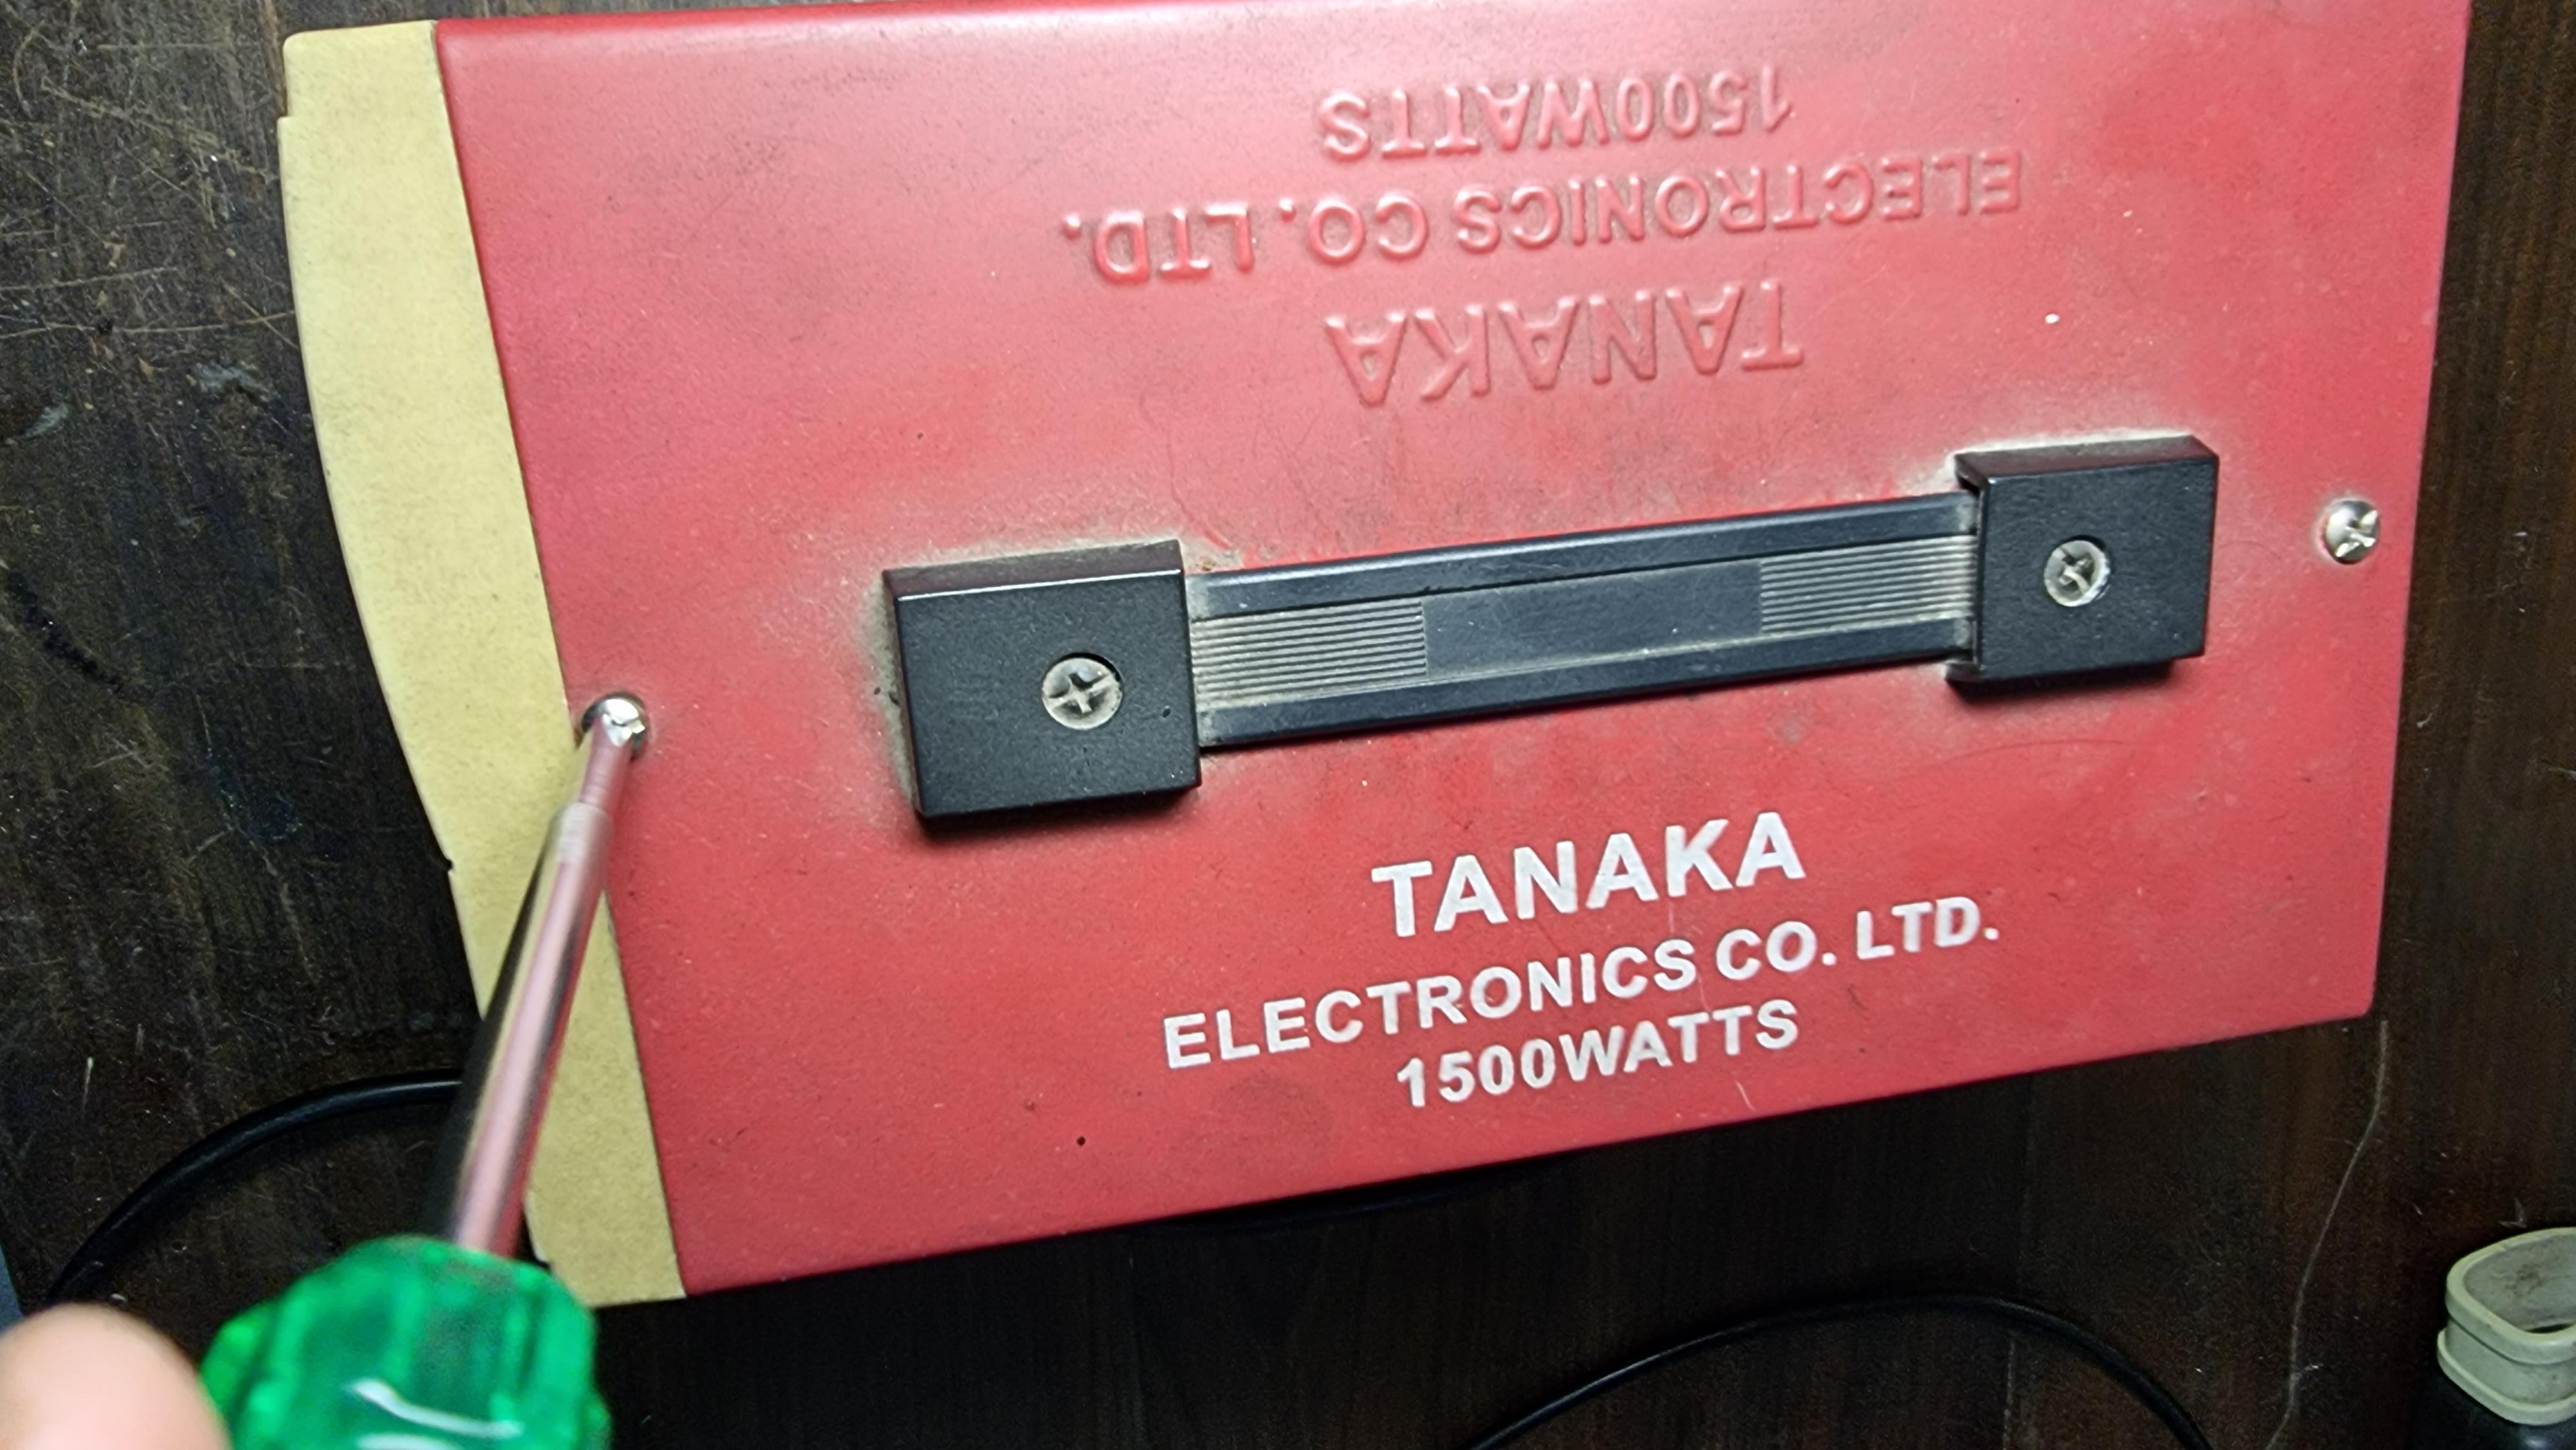 TANAKA
ELECTRONICS CO. LTD.
1500WATTS
TANAKA
ELECTRONICS CO. LTD.
1500WATTS